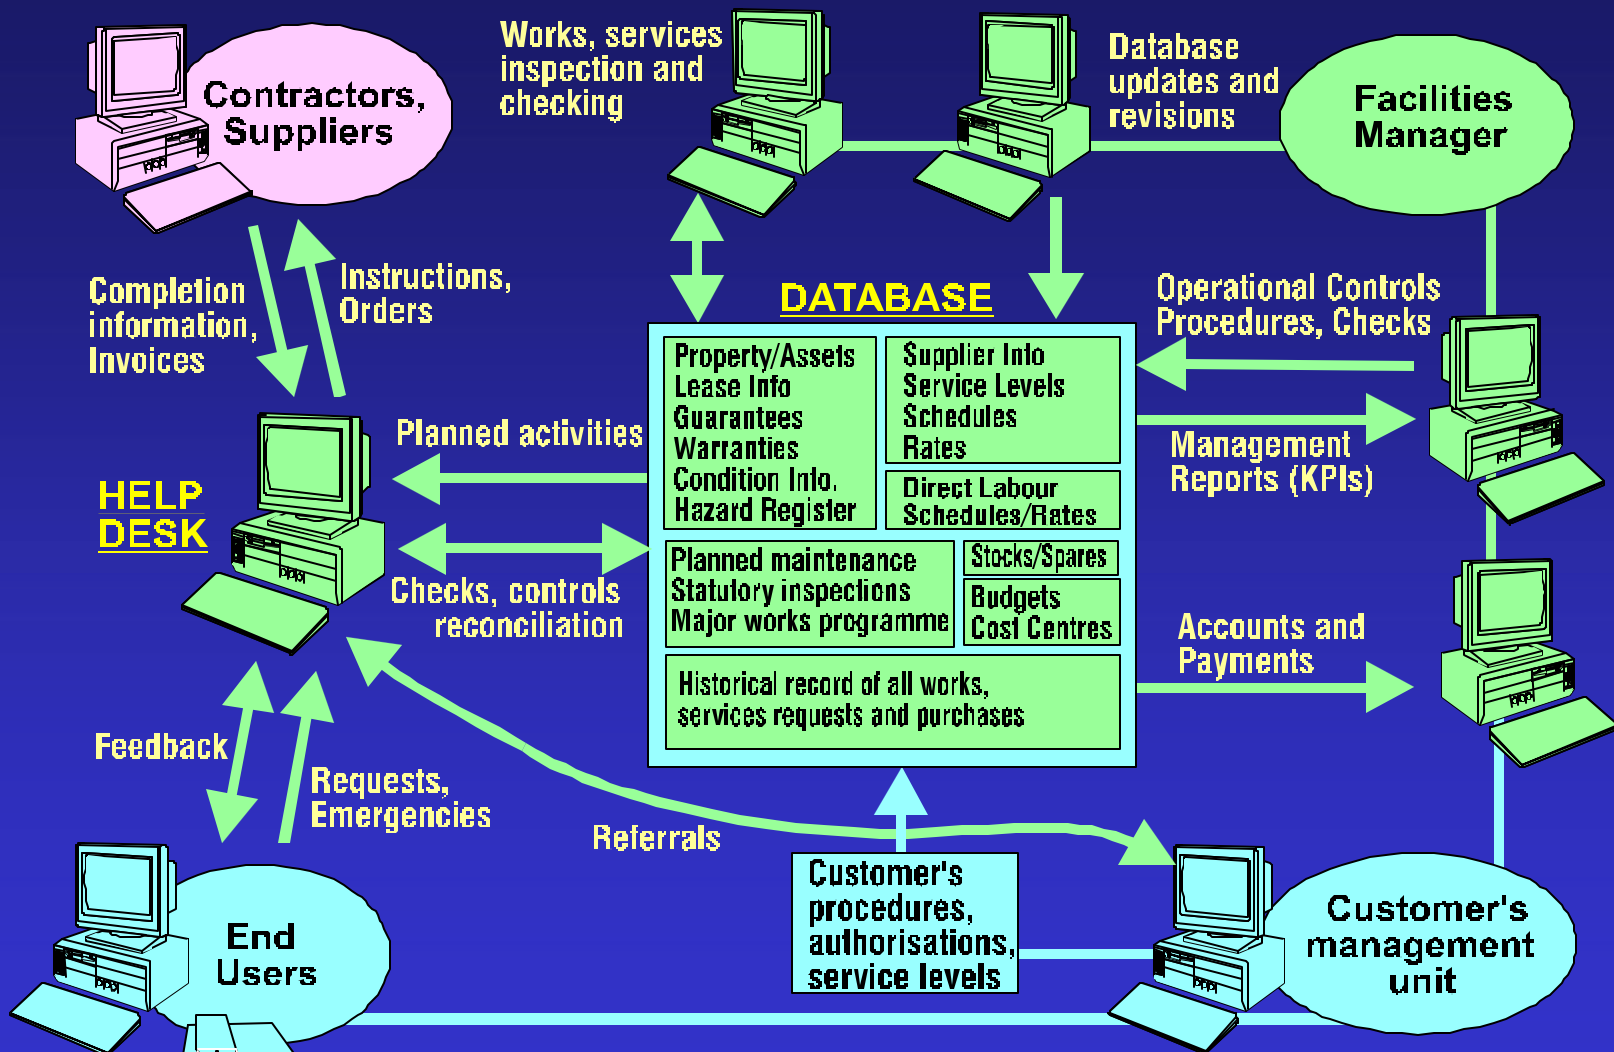 Contractors,
Suppliers
Works, services
inspection and
checking
Database
updates and
revisions
Facilities
Manager
Completion
information,
Invoices
Instructions,
Orders
DATABASE
Operational Controls
Procedures, Checks
Property/Assets
Lease Info
Guarantees
Warranties
Condition Info.
Hazard Register
Supplier Info
Service Levels
Schedules
Rates
Direct Labour
Schedules/Rates
Planned activities
Management
Reports (KPIs)
HELP
DESK
Checks, controls
reconciliation
Planned maintenance
Statutory inspections
Major works programme
Stocks/Spares
Budgets
Cost Centres
Accounts and
Payments
Historical record of all works,
services requests and purchases
Feedback
Requests,
Emergencies
Referrals
Customer's
procedures,
authorisations,
service levels
End
Users
Customer's
management
unit